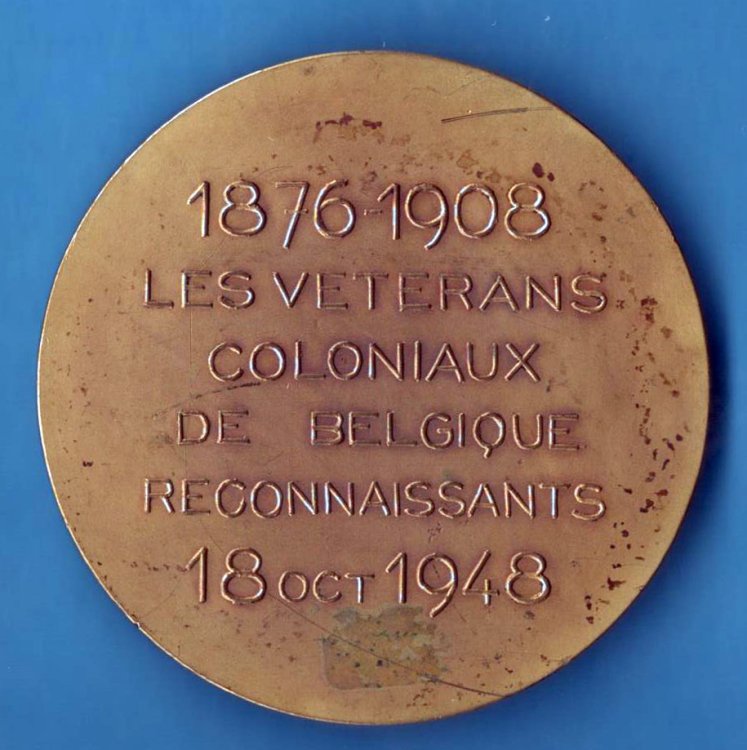 1876-1908
LES VETERANS
COLONIAUX
DE BELGIQUE
RECONNAISSANTS
18 OCT 1948